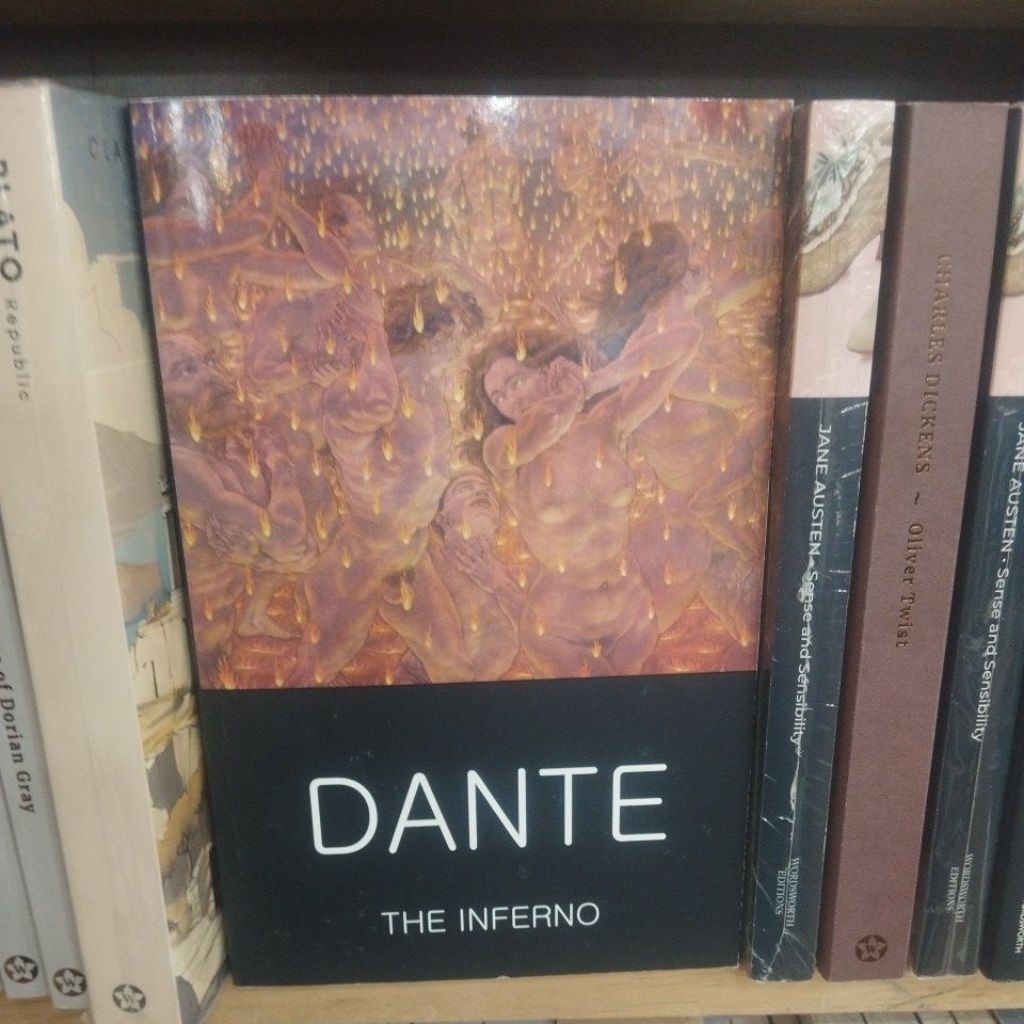 of Dorian Gray
PLATO Republic
CLA
DANTE
THE INFERNO
JANE AUSTEN · Sense and Sensibility
WORDSWORTH
EDITIONS
CHARLES DICKENS ~ Oliver Twist
JANE AUSTEN · Sense and Sensibility
WORDSWORTH
EDITIONS